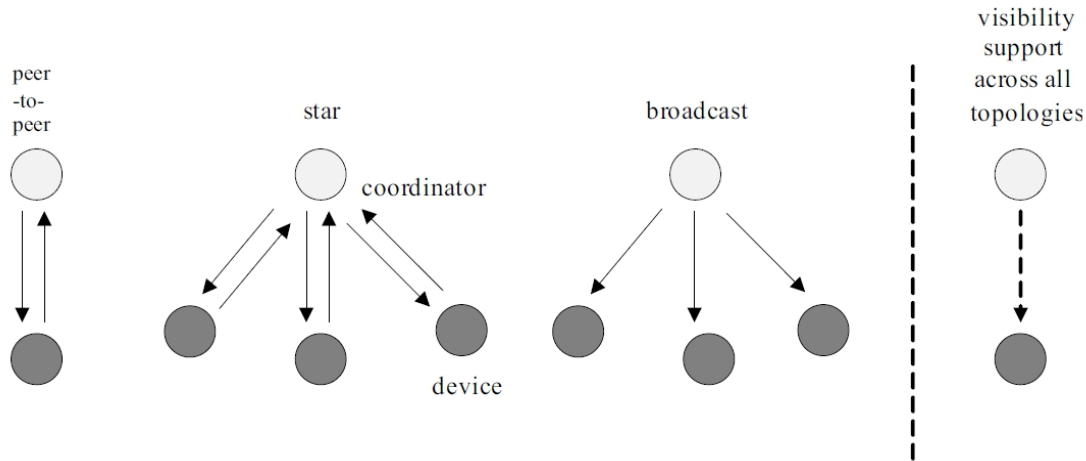 peer
-to-
peer
star
coordinator
device
broadcast
visibility
support
across all
topologies